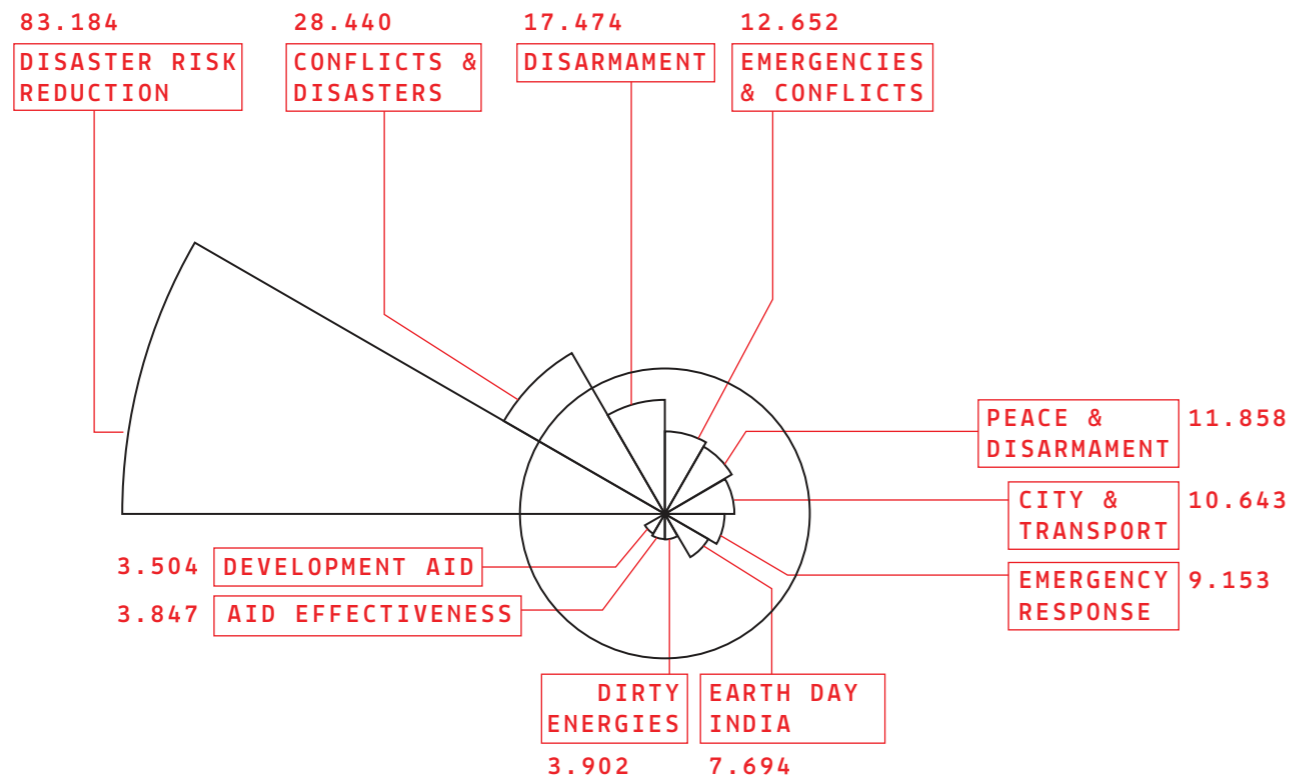 83.184
DISASTER RISK
REDUCTION
28.440
CONFLICTS &
DISASTERS
17.474
DISARMAMENT
12.652
EMERGENCIES
& CONFLICTS
PEACE &
DISARMAMENT
11.858
CITY &
TRANSPORT
10.643
EMERGENCY
RESPONSE
9.153
3.504
DEVELOPMENT AID
3.847
AID EFFECTIVENESS
DIRTY
ENERGIES
3.902
EARTH DAY
INDIA
7.694